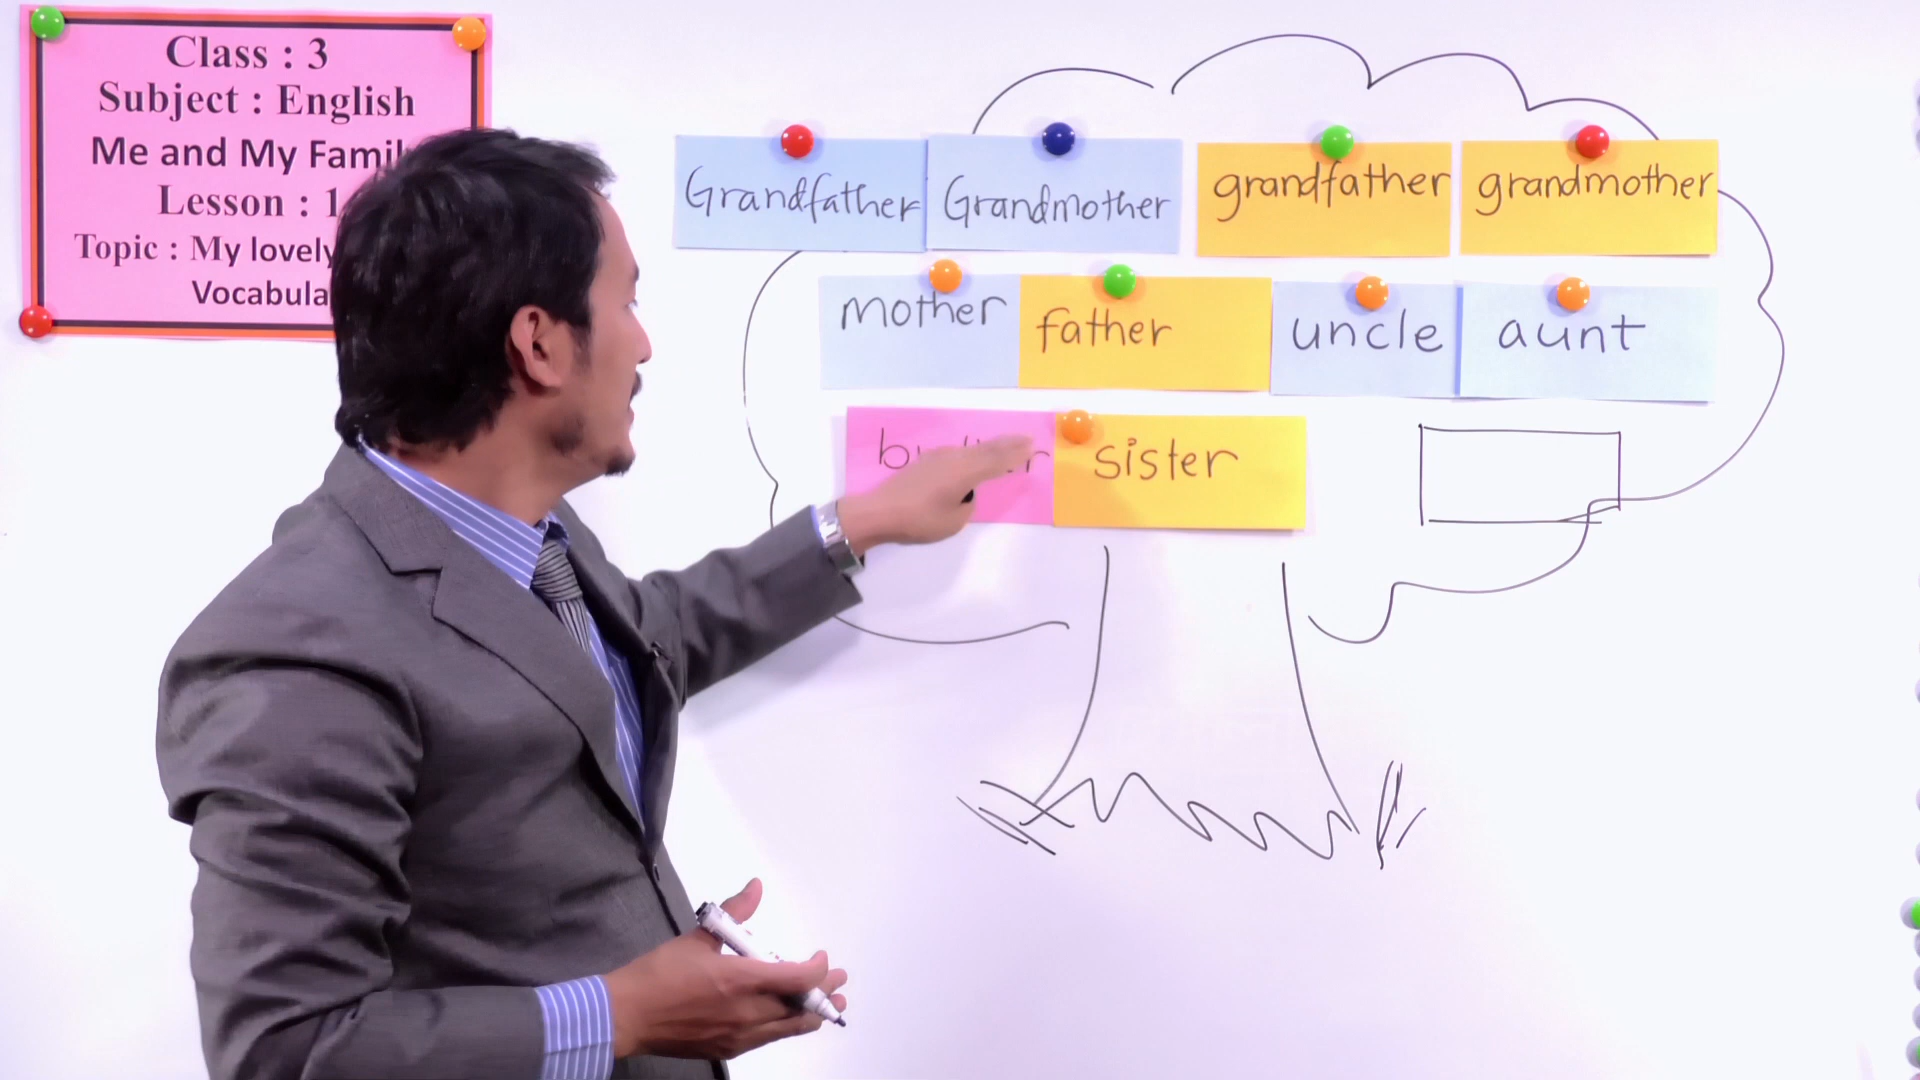 Class : 3
Subject : English
Me and My Famil
Lesson : 1
Topic : My lovely
Vocabula
Grandfather Grandmother grandfather grandmother
mother father uncle aunt
sister